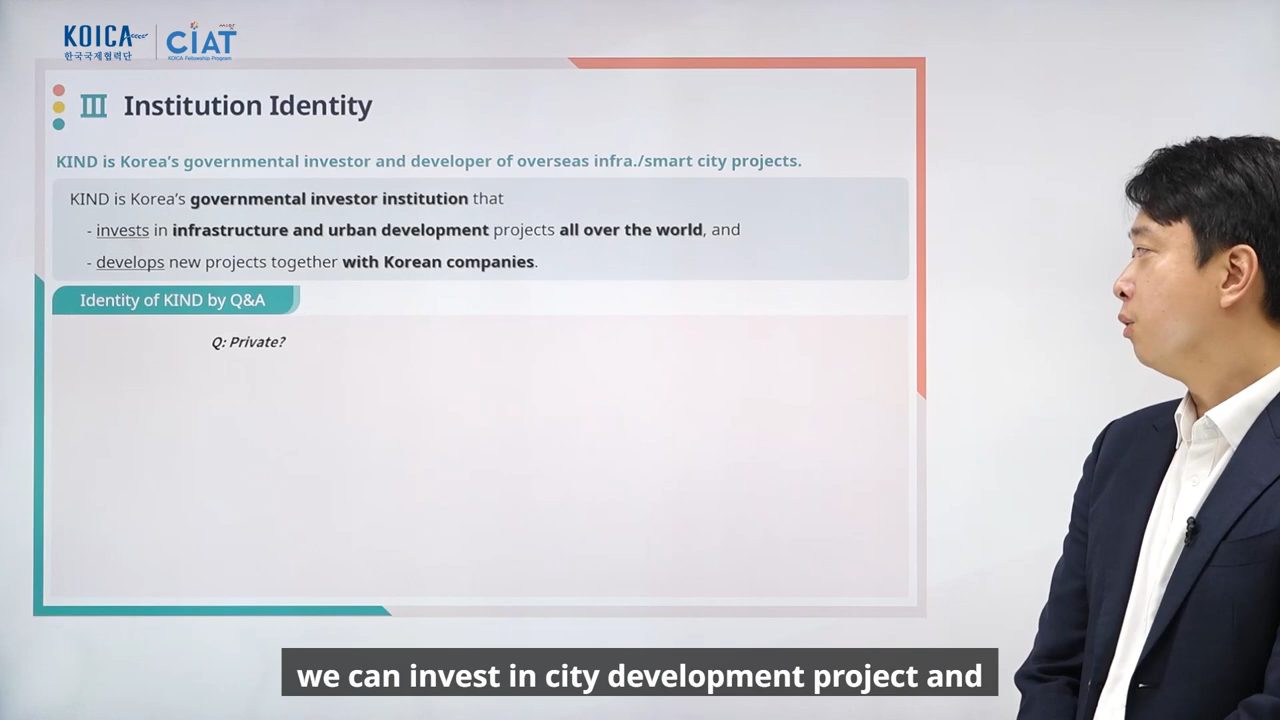 KOICA
한국국제협력단
CIAT
KOICA Fellowship Program
III Institution Identity
KIND is Korea's governmental investor and developer of overseas infra./smart city projects.
KIND is Korea's governmental investor institution that
- invests in infrastructure and urban development projects all over the world, and
- develops new projects together with Korean companies.
Identity of KIND by Q&A
Q: Private?
we can invest in city development project and